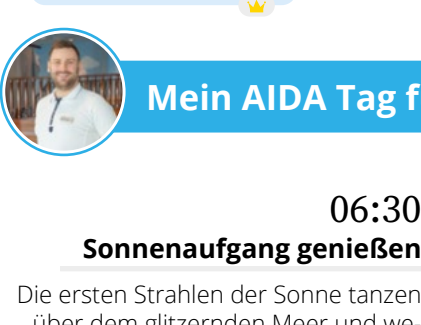 Mein AIDA Tag f
06:30
Sonnenaufgang genießen
Die ersten Strahlen der Sonne tanzen
über dem glitzernden Meer und we-